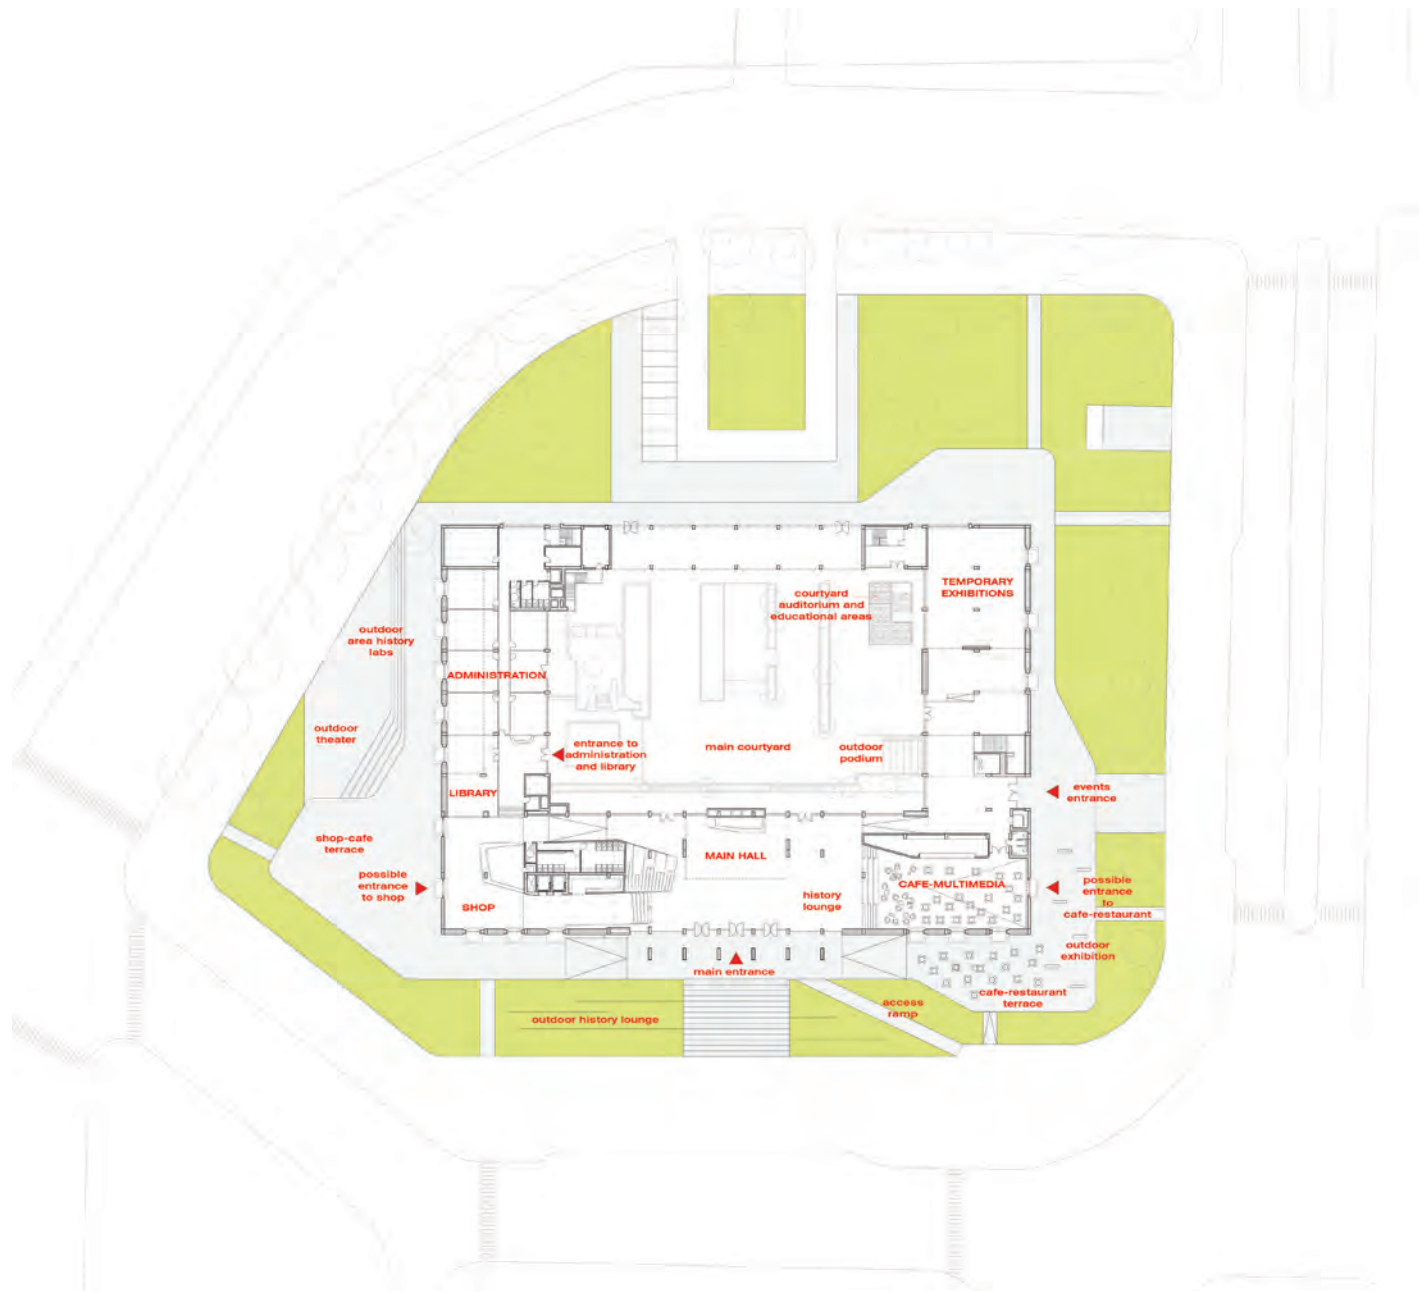 TEMPORARY
EXHIBITIONS
courtyard
auditorium and
educational areas
outdoor
area history
labs
ADMINISTRATION
outdoor
theater
entrance to
administration
and library
main courtyard
outdoor
podium
LIBRARY
events
entrance
shop-cafe
terrace
MAIN HALL
possible
entrance
to shop
CAFE-MULTIMEDIA
possible
entrance
to
cafe-restaurant
SHOP
history
lounge
outdoor
exhibition
main entrance
cafe-restaurant
terrace
access
ramp
outdoor history lounge